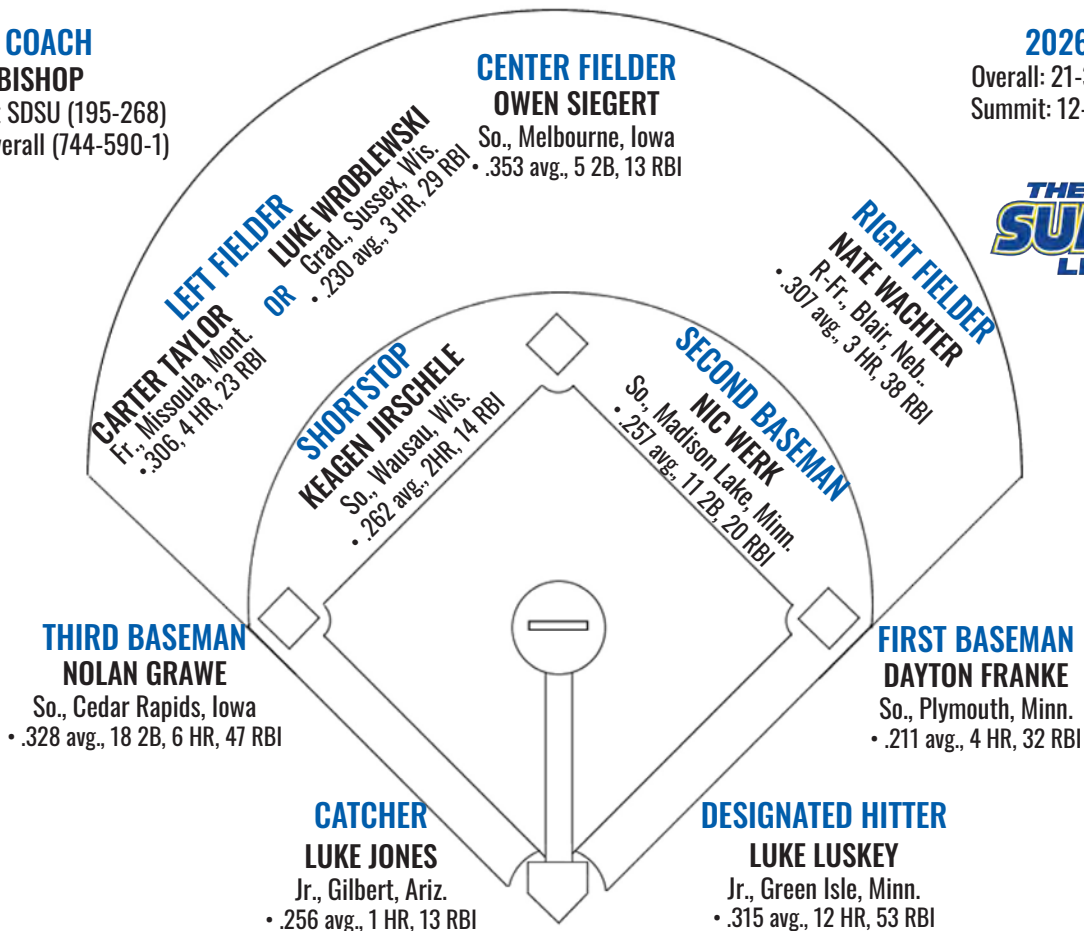 COACH
BISHOP
SDSU (195-268)
(744-590-1)
2026
Overall: 21-
Summit: 12-
THE
CENTER FIELDER
OWEN SIEGERT
So., Melbourne, Iowa
• .353 avg., 5 2B, 13 RBI
LEFT FIELDER
CARTER TAYLOR
Fr., Missoula, Mont.
• .306, 4 HR, 23 RBI
OR
LUKE WROBLEWSKI
Grad., Sussex, Wis.
• .230 avg., 3 HR, 29 RBI
RIGHT FIELDER
NATE WACHTER
R-Fr., Blair, Neb..
• .307 avg., 3 HR, 38 RBI
SHORTSTOP
KEAGEN JIRSCHELE
So., Wausau, Wis.
• .262 avg., 2HR, 14 RBI
SECOND BASEMAN
NIC WERK
So., Madison Lake, Minn.
• .257 avg., 11 2B, 20 RBI
THIRD BASEMAN
NOLAN GRAWE
So., Cedar Rapids, Iowa
• .328 avg., 18 2B, 6 HR, 47 RBI
FIRST BASEMAN
DAYTON FRANKE
So., Plymouth, Minn.
• .211 avg., 4 HR, 32 RBI
CATCHER
LUKE JONES
Jr., Gilbert, Ariz.
• .256 avg., 1 HR, 13 RBI
DESIGNATED HITTER
LUKE LUSKEY
Jr., Green Isle, Minn.
• .315 avg., 12 HR, 53 RBI